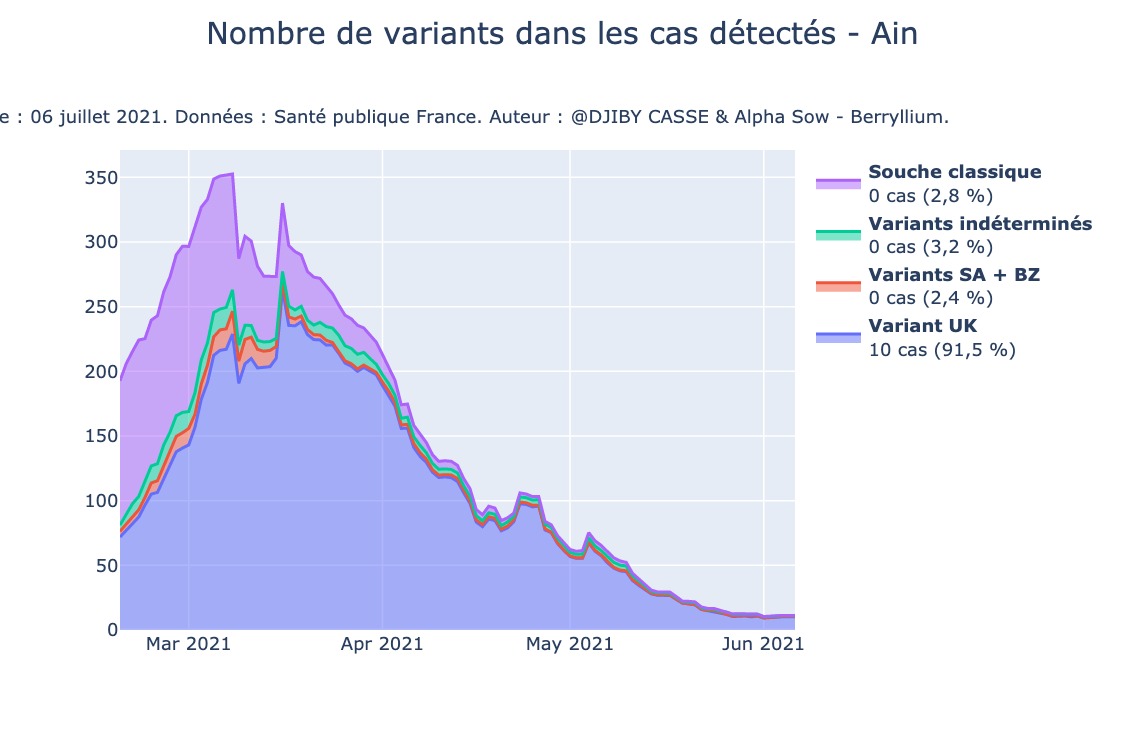 Nombre de variants dans les cas détectés - Ain
e : 06 juillet 2021. Données : Santé publique France. Auteur : @DJIBY CASSE & Alpha Sow - Berryllium.
350
300
250
200
150
100
50
0
Mar 2021
Apr 2021
May 2021
Jun 2021
Souche classique
0 cas (2,8 %)
Variants indéterminés
0 cas (3,2 %)
Variants SA + BZ
0 cas (2,4 %)
Variant UK
10 cas (91,5 %)